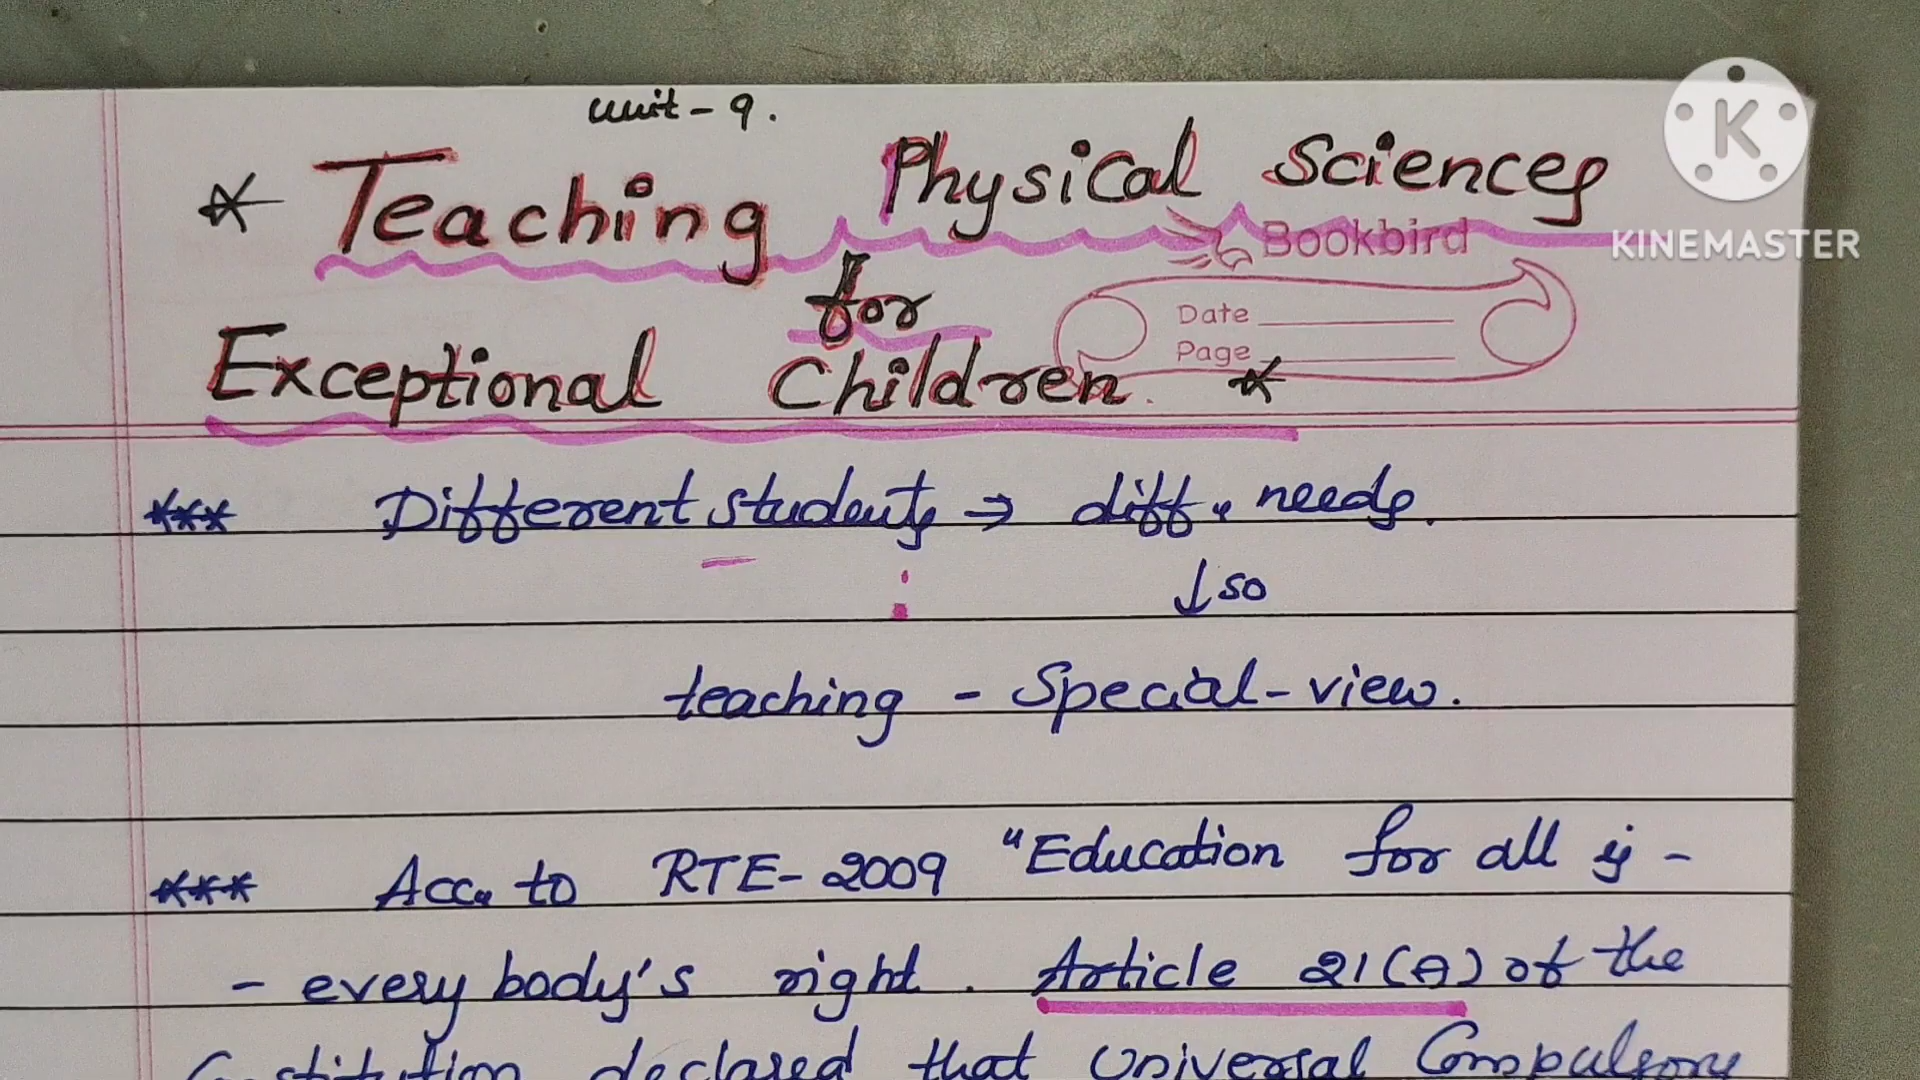 unit - 9.
* Teaching Physical Sciences
Bookbird
KINEMASTER
for
Date
Page
Exceptional Children. *
*** Different students → diff. needs.
↓ so
teaching - Special-view.
*** Acc. to RTE-2009 "Education for all is -
- every body's right. Article 21(A) of the
Constitution declared that Universal Compulsory